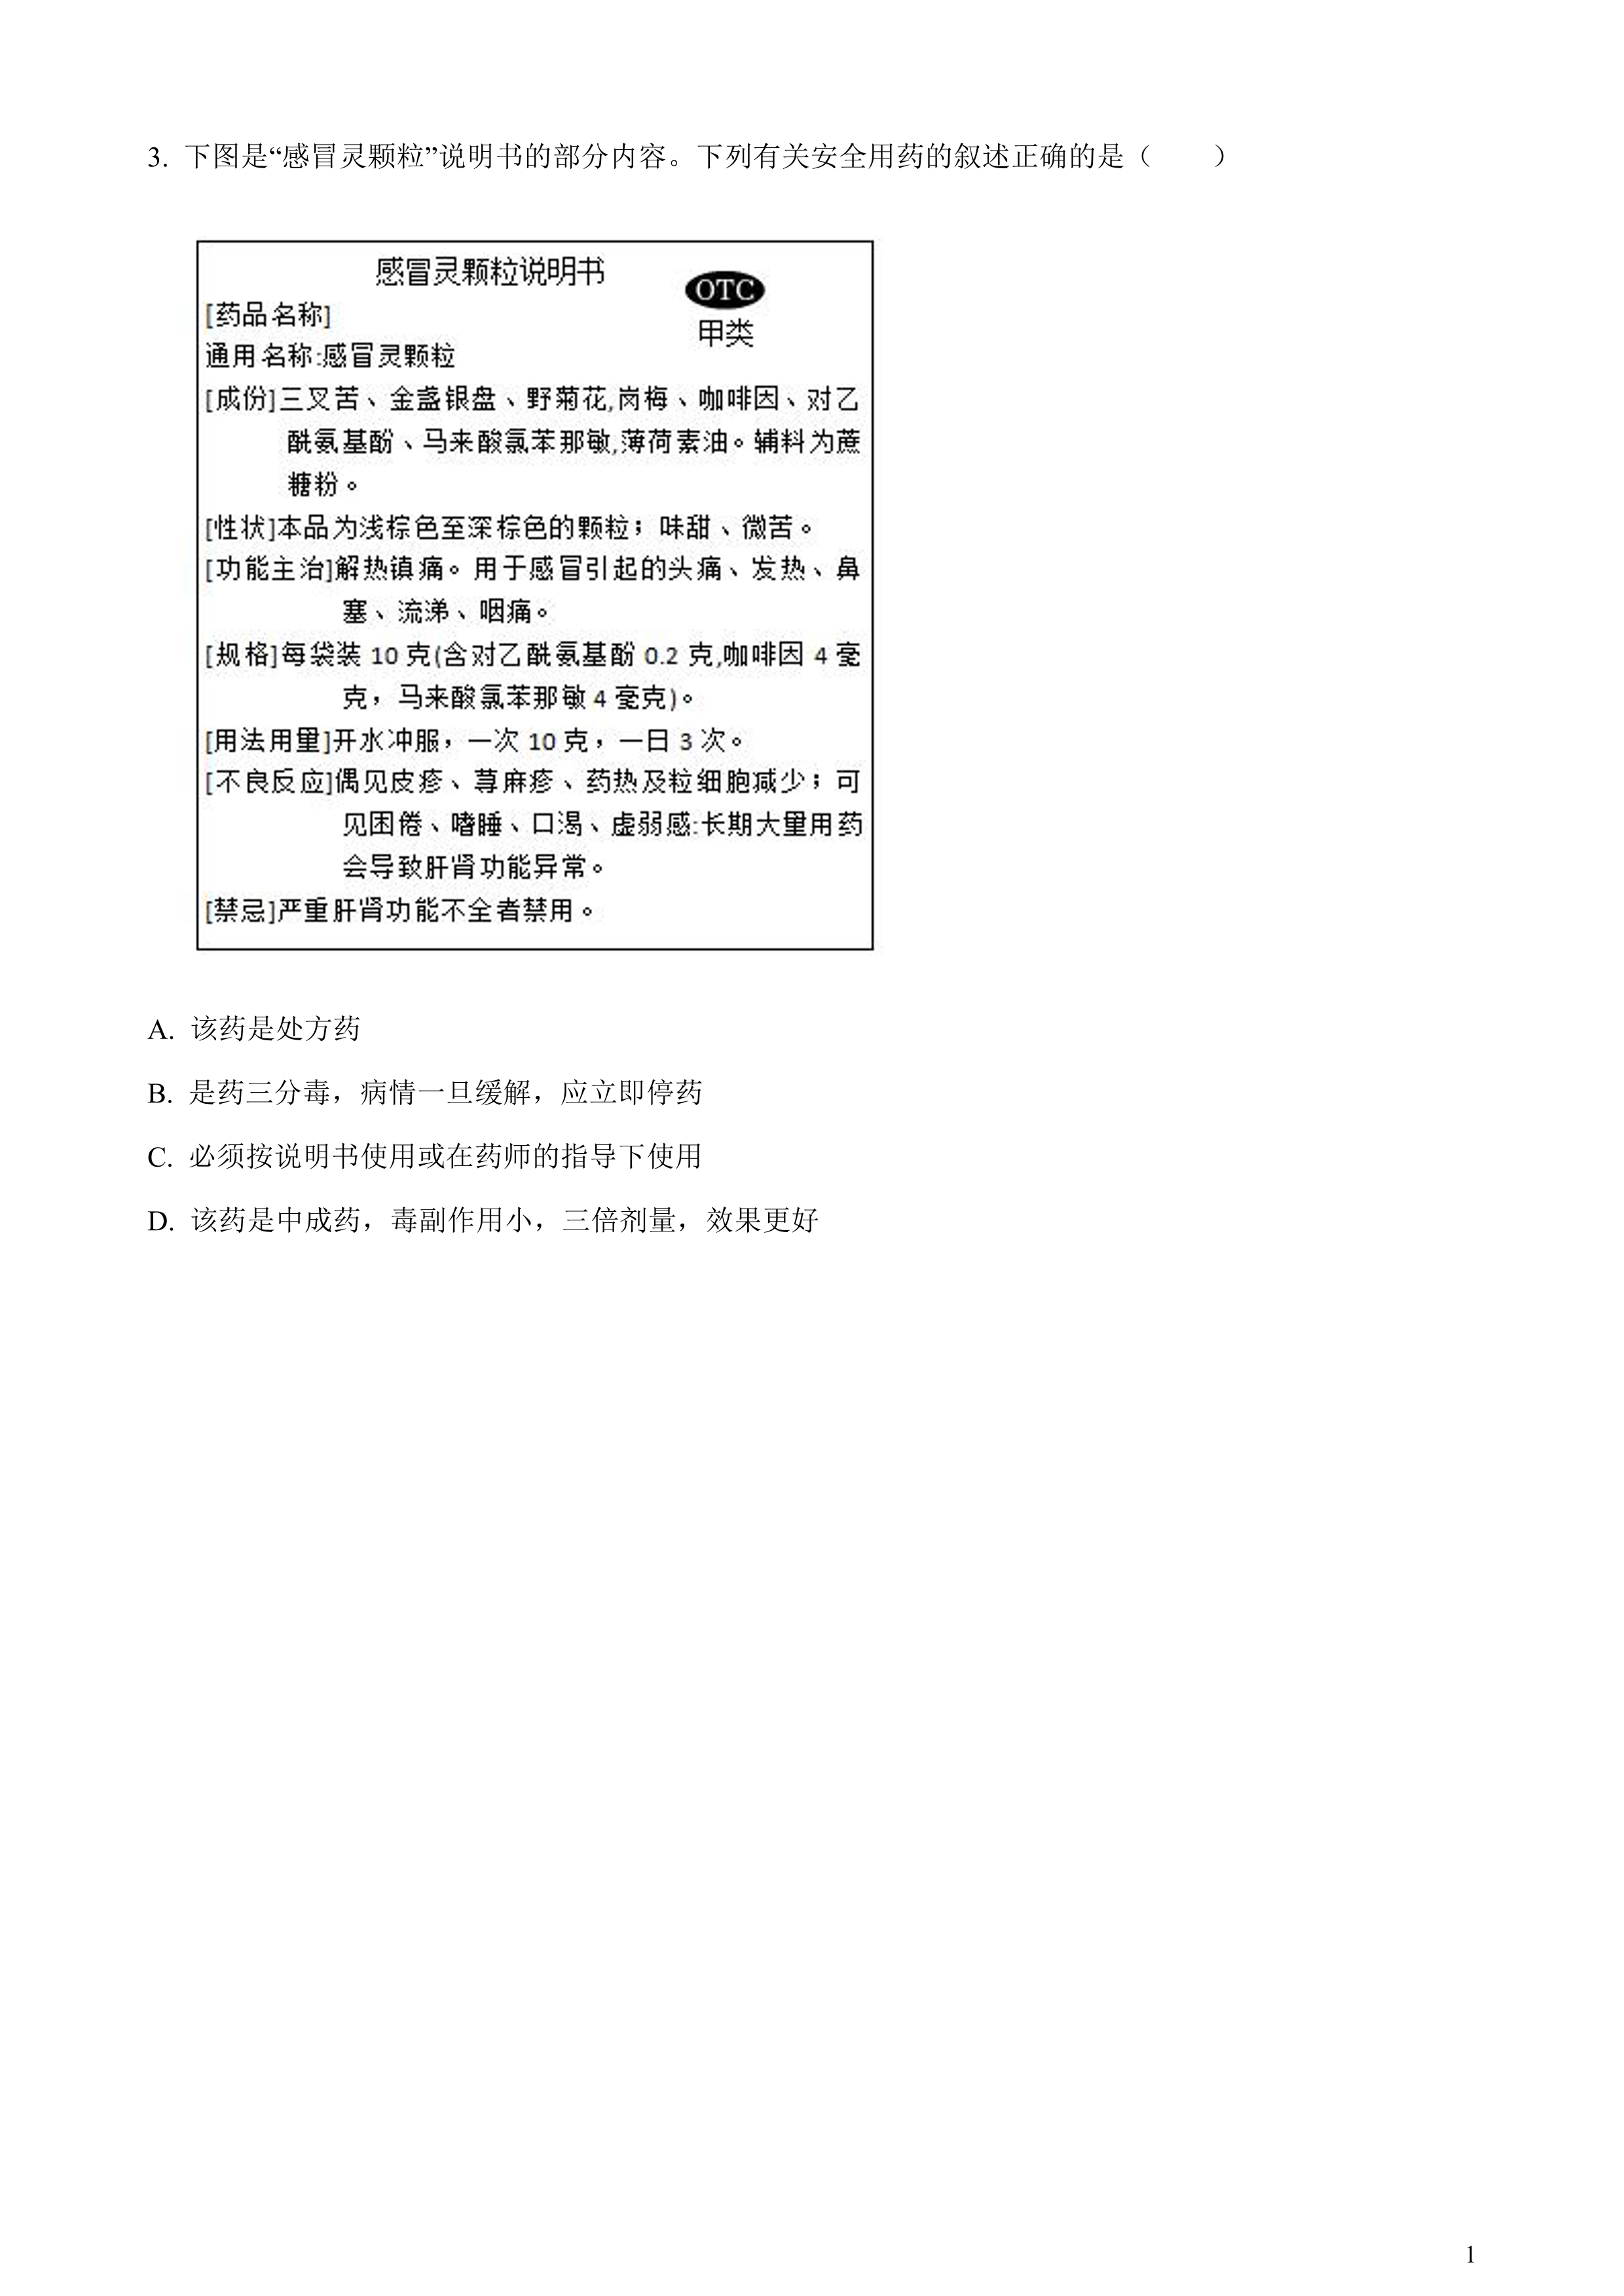 3. 下图是“感冒灵颗粒”说明书的部分内容。下列有关安全用药的叙述正确的是（　　）
感冒灵颗粒说明书
OTC
甲类
[药品名称]
通用名称:感冒灵颗粒
[成份]三叉苦、金盏银盘、野菊花,岗梅、咖啡因、对乙
酰氨基酚、马来酸氯苯那敏,薄荷素油。辅料为蔗
糖粉。
[性状]本品为浅棕色至深棕色的颗粒；味甜、微苦。
[功能主治]解热镇痛。用于感冒引起的头痛、发热、鼻
塞、流涕、咽痛。
[规格]每袋装 10 克(含对乙酰氨基酚 0.2 克,咖啡因 4 毫
克，马来酸氯苯那敏 4 毫克)。
[用法用量]开水冲服，一次 10 克，一日 3 次。
[不良反应]偶见皮疹、荨麻疹、药热及粒细胞减少；可
见困倦、嗜睡、口渴、虚弱感:长期大量用药
会导致肝肾功能异常。
[禁忌]严重肝肾功能不全者禁用。
A. 该药是处方药
B. 是药三分毒，病情一旦缓解，应立即停药
C. 必须按说明书使用或在药师的指导下使用
D. 该药是中成药，毒副作用小，三倍剂量，效果更好
1